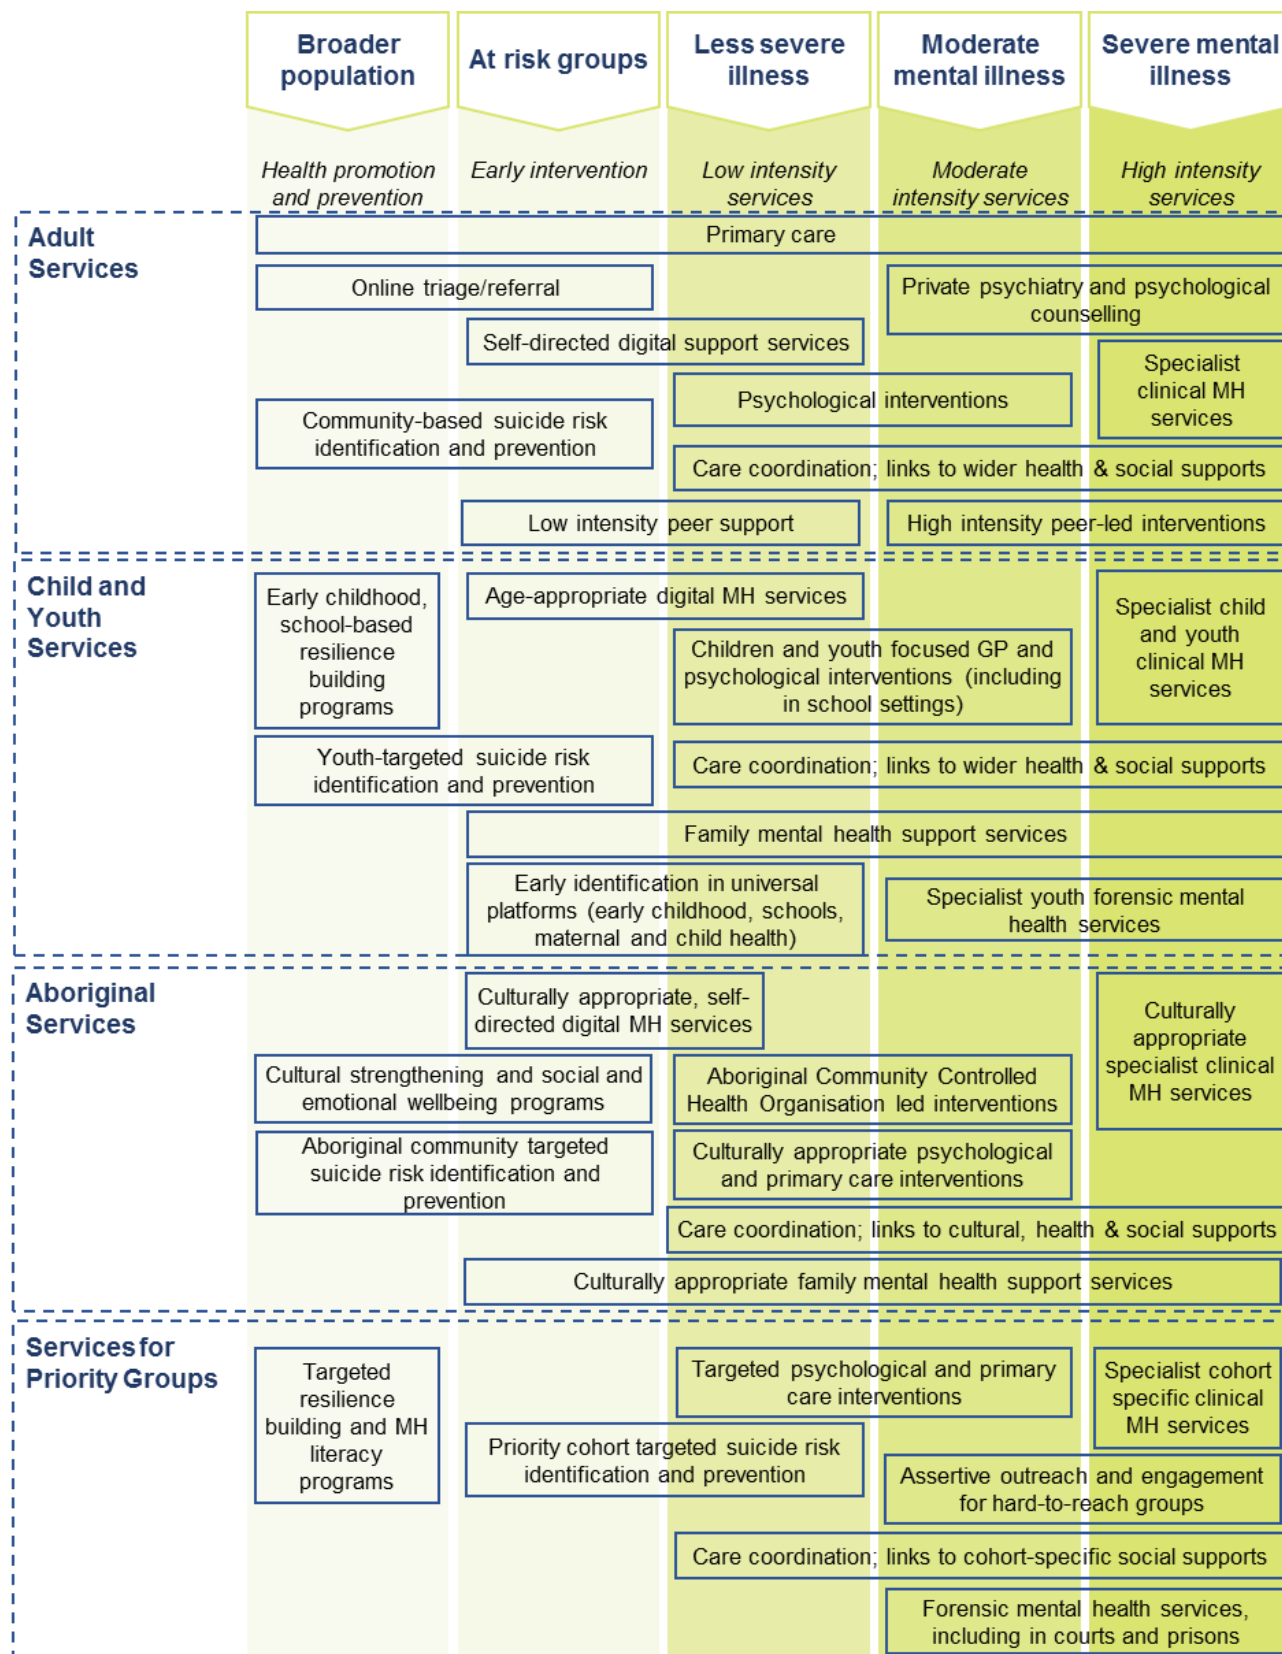 Broader
population
At risk groups
Less severe
illness
Moderate
mental illness
Severe mental
illness
Health promotion
and prevention
Early intervention
Low intensity
services
Moderate
intensity services
High intensity
services
Adult
Services
Primary care
Online triage/referral
Private psychiatry and psychological
counselling
Self-directed digital support services
Specialist
clinical MH
services
Psychological interventions
Community-based suicide risk
identification and prevention
Care coordination; links to wider health & social supports
Low intensity peer support
High intensity peer-led interventions
Child and
Youth
Services
Early childhood,
school-based
resilience
building
programs
Age-appropriate digital MH services
Specialist child
and youth
clinical MH
services
Children and youth focused GP and
psychological interventions (including
in school settings)
Youth-targeted suicide risk
identification and prevention
Care coordination; links to wider health & social supports
Family mental health support services
Early identification in universal
platforms (early childhood, schools,
maternal and child health)
Specialist youth forensic mental
health services
Aboriginal
Services
Culturally appropriate, self-
directed digital MH services
Culturally
appropriate
specialist clinical
MH services
Cultural strengthening and social and
emotional wellbeing programs
Aboriginal Community Controlled
Health Organisation led interventions
Aboriginal community targeted
suicide risk identification and
prevention
Culturally appropriate psychological
and primary care interventions
Care coordination; links to cultural, health & social supports
Culturally appropriate family mental health support services
Services for
Priority Groups
Targeted
resilience
building and MH
literacy
programs
Targeted psychological and primary
care interventions
Specialist cohort
specific clinical
MH services
Priority cohort targeted suicide risk
identification and prevention
Assertive outreach and engagement
for hard-to-reach groups
Care coordination; links to cohort-specific social supports
Forensic mental health services,
including in courts and prisons